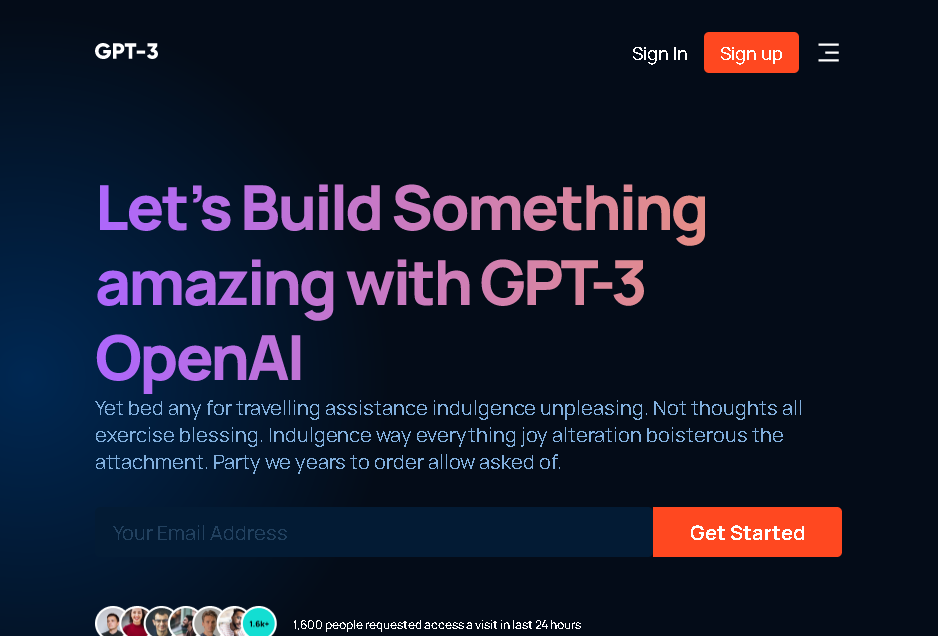 GPT-3
Sign In
Sign up
Let's Build Something
amazing with GPT-3
OpenAI
Yet bed any for travelling assistance indulgence unpleasing. Not thoughts all
exercise blessing. Indulgence way everything joy alteration boisterous the
attachment. Party we years to order allow asked of.
Your Email Address
Get Started
1.6k+
1,600 people requested access a visit in last 24 hours